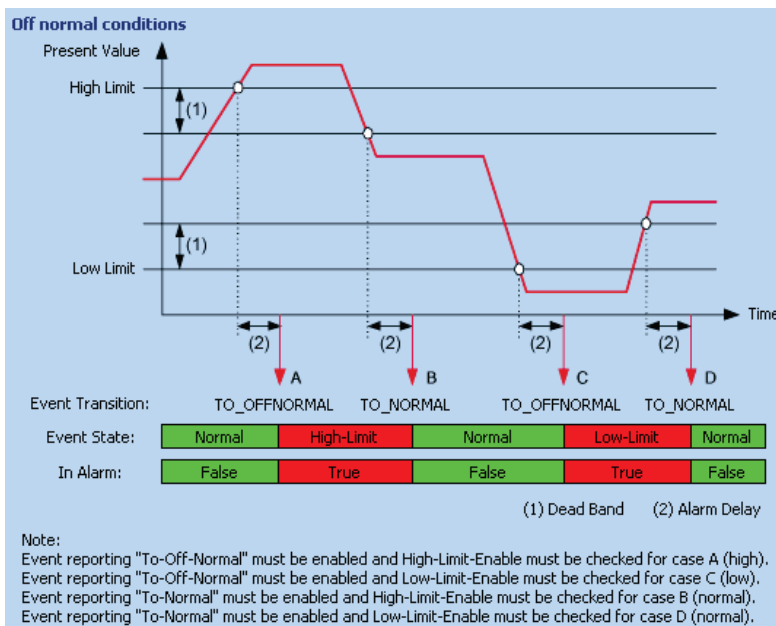 Off normal conditions
Present Value
High Limit
(1)
(1)
Low Limit
Time
(2)
(2)
(2)
(2)
A
B
C
D
Event Transition:
TO_OFFNORMAL
TO_NORMAL
TO_OFFNORMAL
TO_NORMAL
Event State:
Normal
High-Limit
Normal
Low-Limit
Normal
In Alarm:
False
True
False
True
False
(1) Dead Band
(2) Alarm Delay
Note:
Event reporting "To-Off-Normal" must be enabled and High-Limit-Enable must be checked for case A (high).
Event reporting "To-Off-Normal" must be enabled and Low-Limit-Enable must be checked for case C (low).
Event reporting "To-Normal" must be enabled and High-Limit-Enable must be checked for case B (normal).
Event reporting "To-Normal" must be enabled and Low-Limit-Enable must be checked for case D (normal).